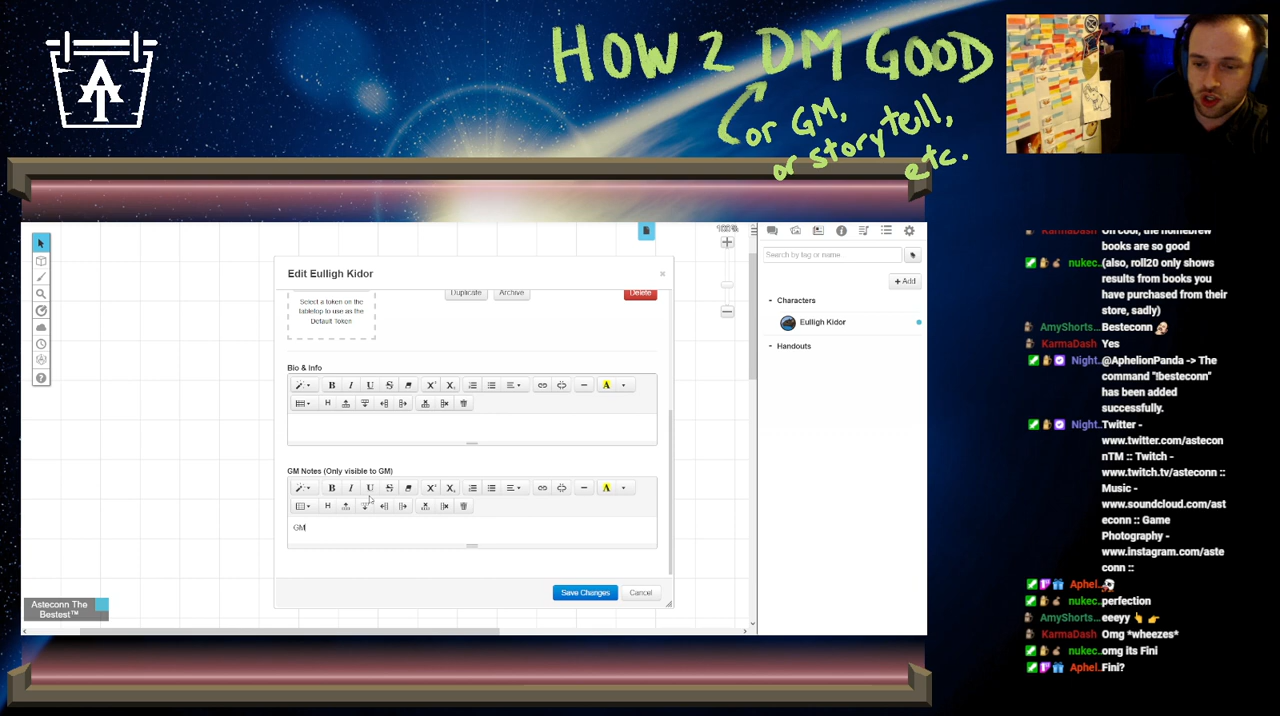 HOW 2 DM GOOD
or GM,
or storytell,
etc.
AT
100%
Edit Eulligh Kidor
×
Select a token on the
tabletop to use as the
Default Token
Duplicate
Archive
Delete
Bio & Info
B I U S
H
GM Notes (Only visible to GM)
B I U S
H
GM
Save Changes
Cancel
Asteconn The
Bestest™
Search by tag or name...
+ Add
Characters
Eulligh Kidor
Handouts
KarmaDash Oh cool, the homebrew
books are so good
nukec.. (also, roll20 only shows
results from books you
have purchased from their
store, sadly)
AmyShorts... Besteconn
KarmaDash Yes
Night.. @AphelionPanda -> The
command "!besteconn"
has been added
successfully.
Night.. Twitter -
www.twitter.com/astecon
nTM :: Twitch -
www.twitch.tv/asteconn ::
Music -
www.soundcloud.com/ast
econn :: Game
Photography -
www.instagram.com/aste
conn ::
Aphel..
nukec.. perfection
AmyShorts... eeeyy
KarmaDash Omg *wheezes*
nukec.. omg its Fini
Aphel.. Fini?